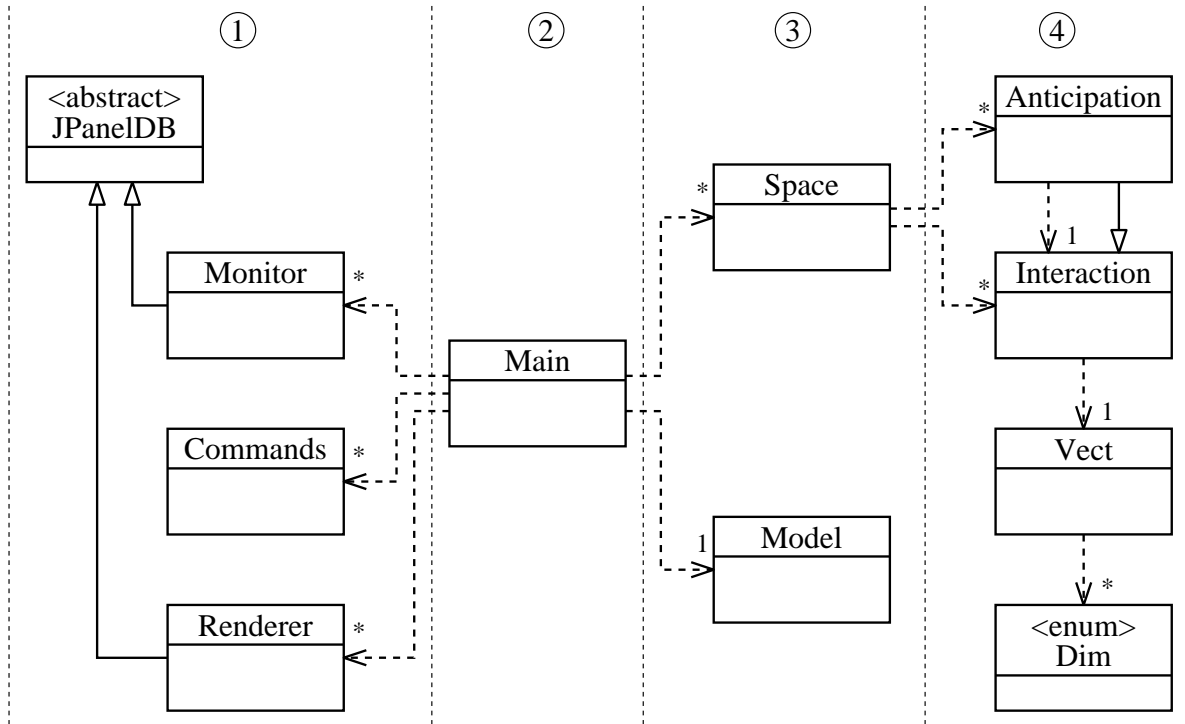 1
2
3
4
<abstract>
JPanelDB
Monitor
*
Commands
*
Renderer
*
Main
*
Space
1
Model
*
Anticipation
1
*
Interaction
1
Vect
*
<enum>
Dim